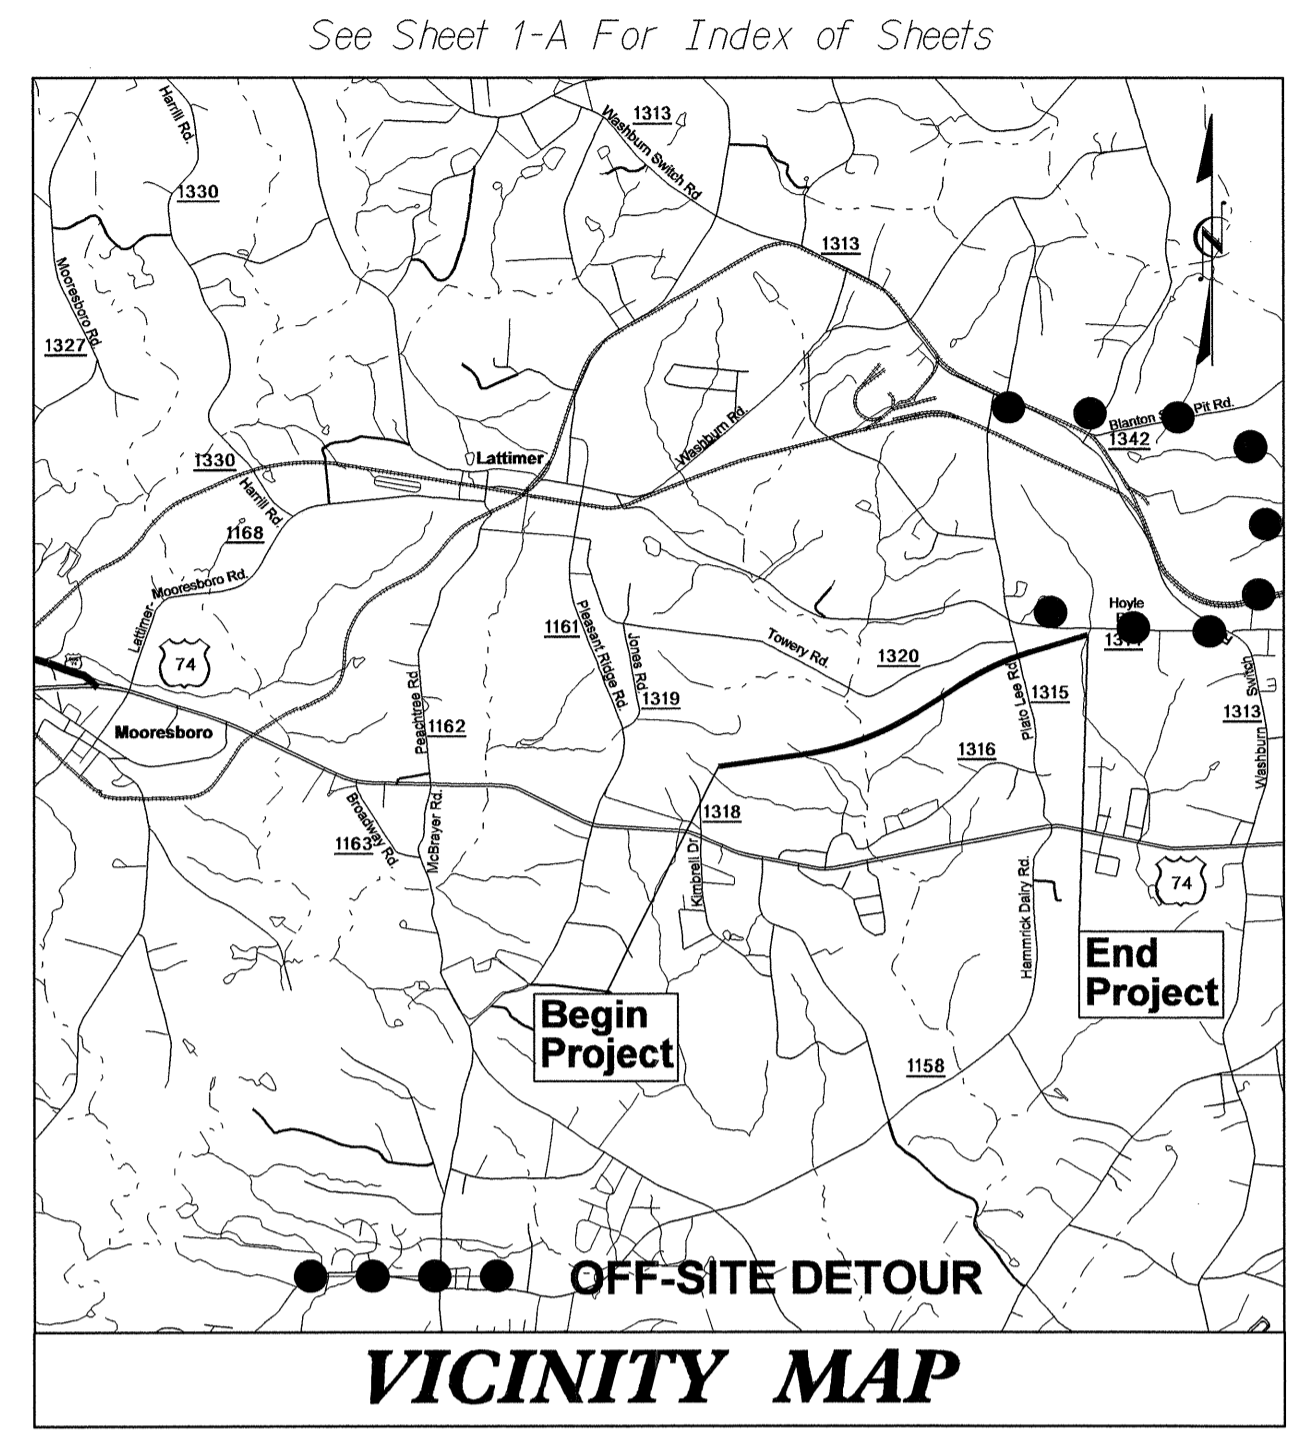 See Sheet 1-A For Index of Sheets
Harrill Rd.
1330
Washburn Switch Rd
1313
1313
Mooresboro Rd.
1327
Blanton
Pit Rd.
1342
Washburn Rd.
Lattimer
1330
Harrill Rd.
1168
Lattimer-Mooresboro Rd.
74
Mooresboro
1161
Pleasant Ridge Rd.
Jones Rd.
1319
Towery Rd.
1320
Hoyle
Plato Lee Rd.
1315
Switch
1313
Washburn
Peachtree Rd.
1162
1316
1318
Kimbrell Dr.
Broadway Rd.
1163
McBrayer Rd.
Hammrick Dairy Rd.
74
End
Project
Begin
Project
1158
OFF-SITE DETOUR
VICINITY MAP